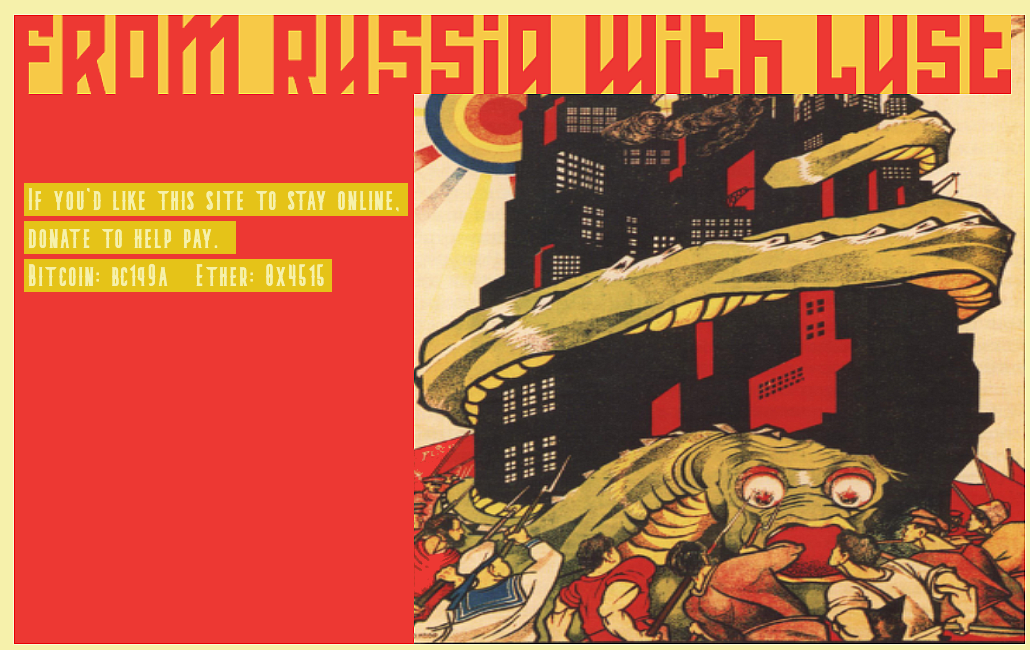 From Russia with Lust
If you'd like this site to stay online,
donate to help pay.
Bitcoin: bc1q9a Ether: 0x4515